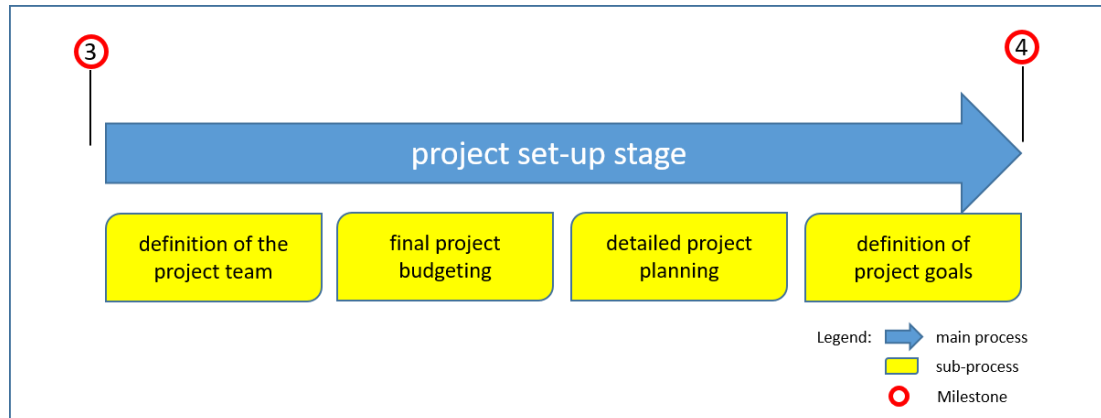 3
4
project set-up stage
definition of the
project team
final project
budgeting
detailed project
planning
definition of
project goals
Legend:
main process
sub-process
Milestone